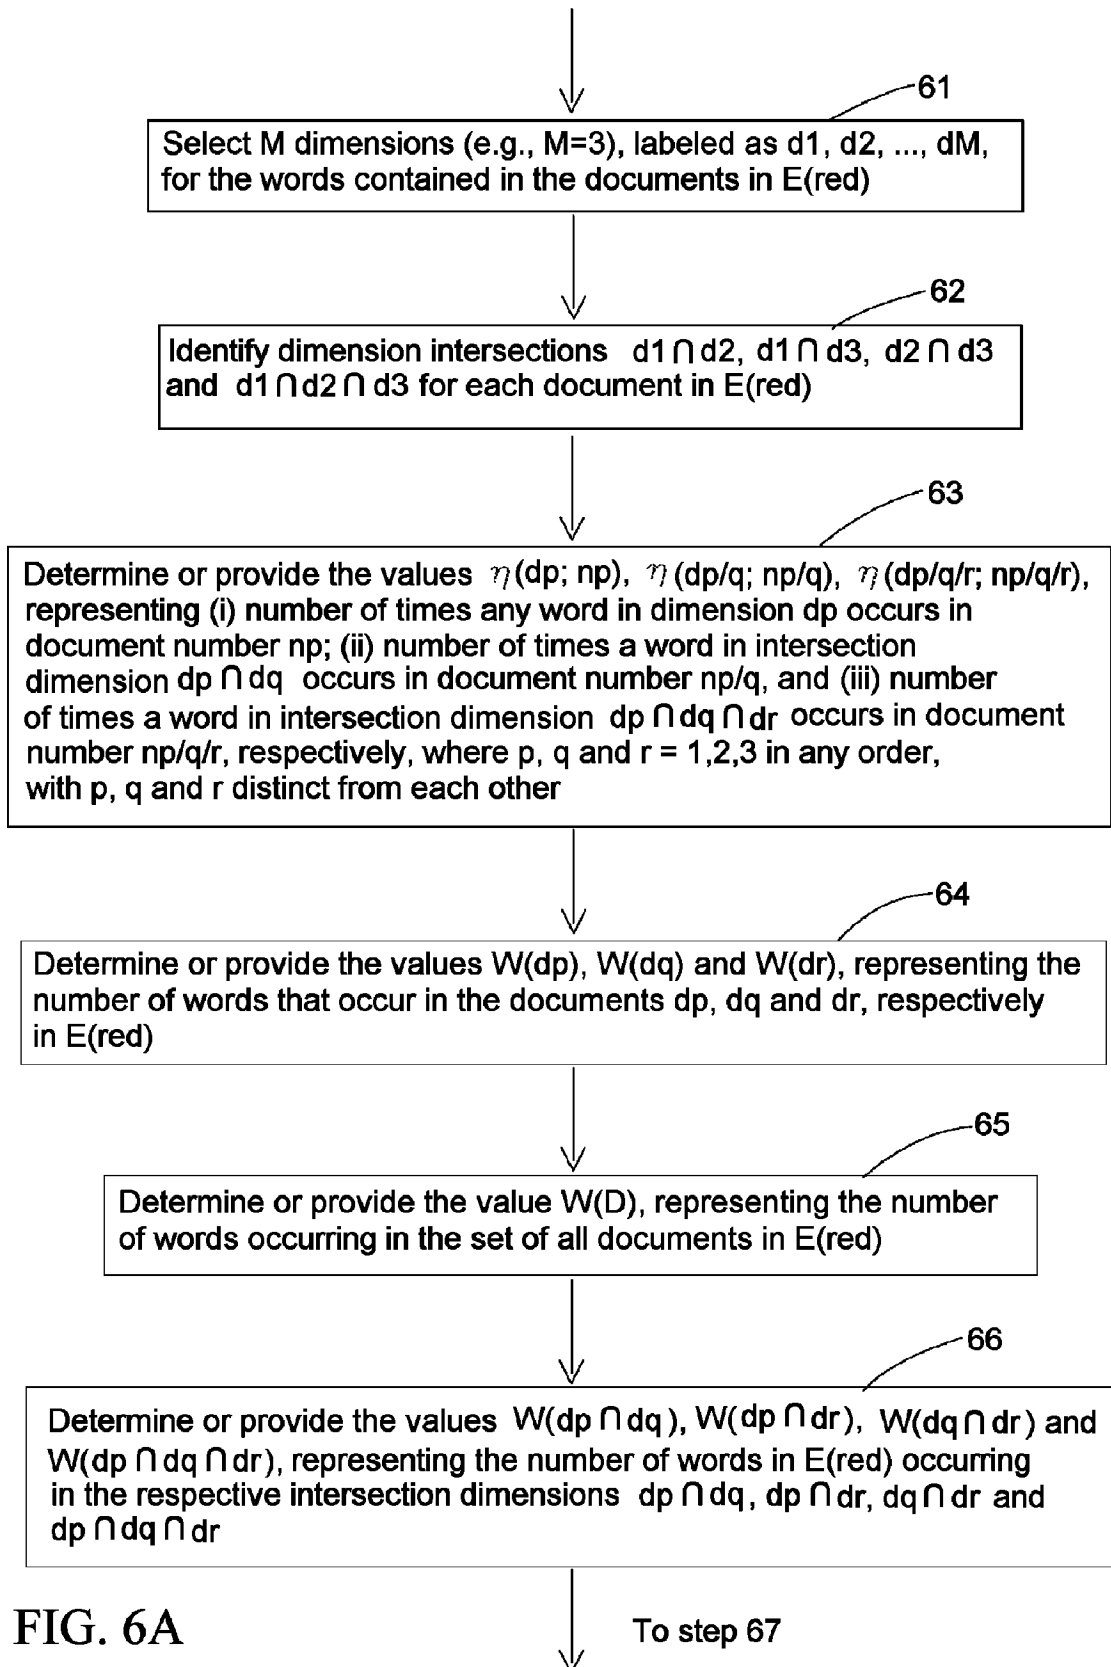 61
Select M dimensions (e.g., M=3), labeled as d1, d2, ..., dM,
for the words contained in the documents in E(red)
62
Identify dimension intersections d1 ∩ d2, d1 ∩ d3, d2 ∩ d3
and d1 ∩ d2 ∩ d3 for each document in E(red)
63
Determine or provide the values η(dp; np), η (dp/q; np/q), η(dp/q/r; np/q/r),
representing (i) number of times any word in dimension dp occurs in
document number np; (ii) number of times a word in intersection
dimension dp ∩ dq occurs in document number np/q, and (iii) number
of times a word in intersection dimension dp ∩ dq ∩ dr occurs in document
number np/q/r, respectively, where p, q and r = 1,2,3 in any order,
with p, q and r distinct from each other
64
Determine or provide the values W(dp), W(dq) and W(dr), representing the
number of words that occur in the documents dp, dq and dr, respectively
in E(red)
65
Determine or provide the value W(D), representing the number
of words occurring in the set of all documents in E(red)
66
Determine or provide the values W(dp ∩ dq), W(dp ∩ dr), W(dq ∩ dr) and
W(dp ∩ dq ∩ dr), representing the number of words in E(red) occurring
in the respective intersection dimensions dp ∩ dq, dp ∩ dr, dq ∩ dr and
dp ∩ dq ∩ dr
FIG. 6A
To step 67